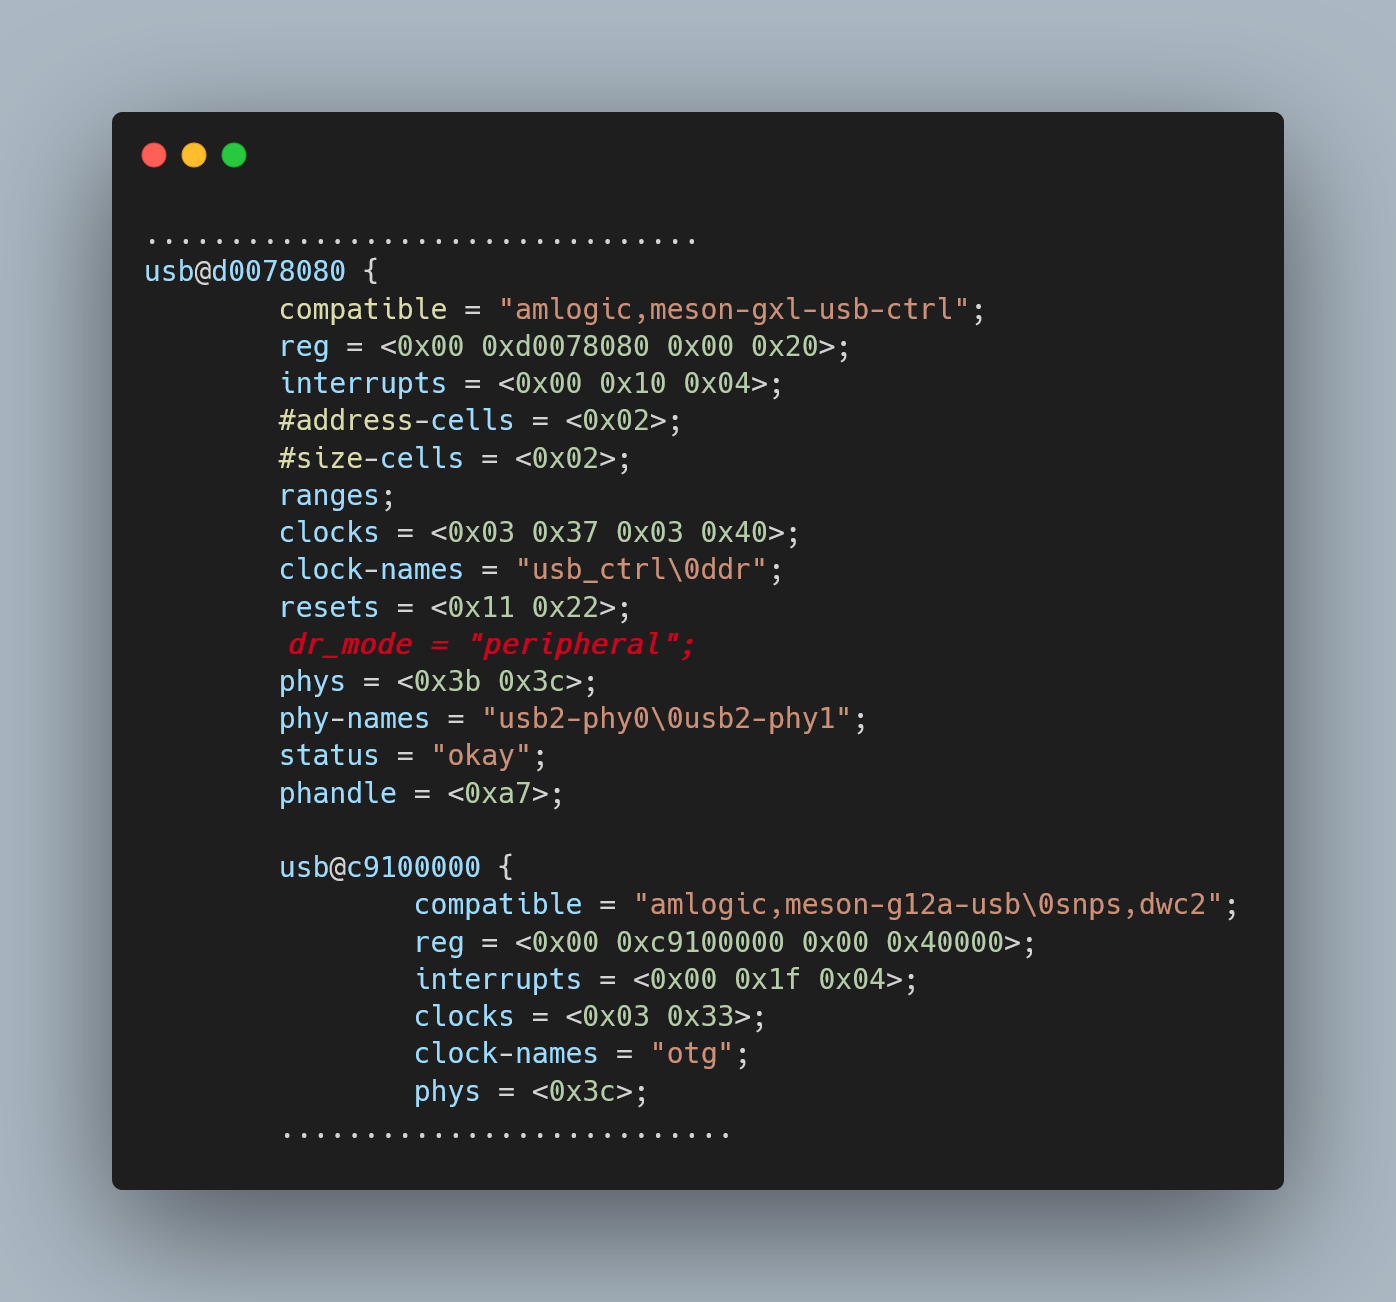 .................................
usb@d0078080 {
        compatible = "amlogic,meson-gxl-usb-ctrl";
        reg = <0x00 0xd0078080 0x00 0x20>;
        interrupts = <0x00 0x10 0x04>;
        #address-cells = <0x02>;
        #size-cells = <0x02>;
        ranges;
        clocks = <0x03 0x37 0x03 0x40>;
        clock-names = "usb_ctrl\0ddr";
        resets = <0x11 0x22>;
        dr_mode = "peripheral";
        phys = <0x3b 0x3c>;
        phy-names = "usb2-phy0\0usb2-phy1";
        status = "okay";
        phandle = <0xa7>;

        usb@c9100000 {
                compatible = "amlogic,meson-g12a-usb\0snps,dwc2";
                reg = <0x00 0xc9100000 0x00 0x40000>;
                interrupts = <0x00 0x1f 0x04>;
                clocks = <0x03 0x33>;
                clock-names = "otg";
                phys = <0x3c>;
        ...........................